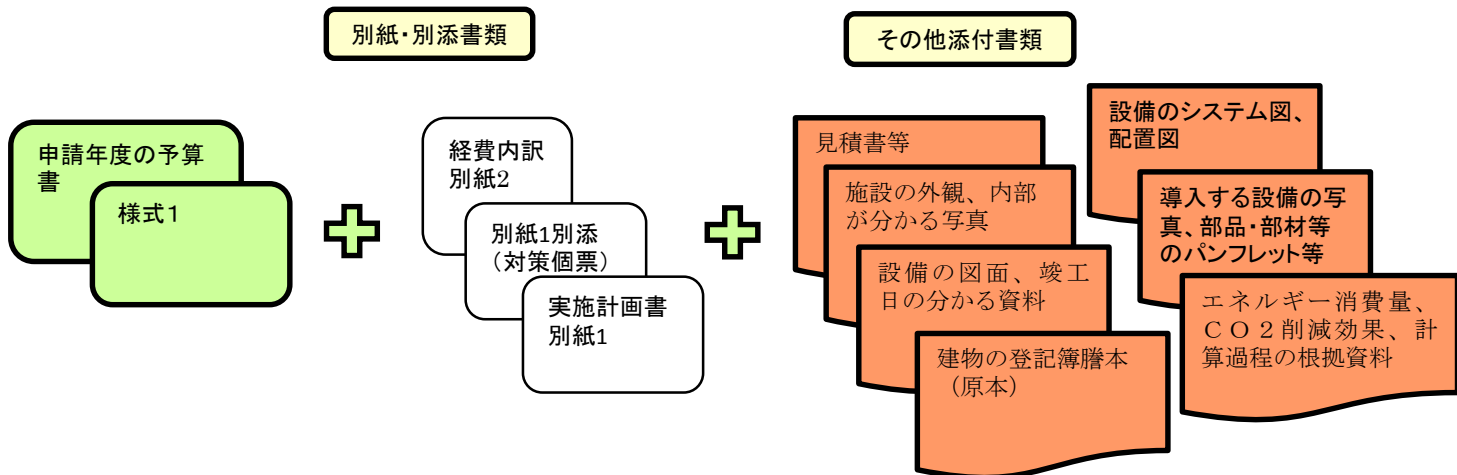 別紙・別添書類
その他添付書類
申請年度の予算
書
様式1
経費内訳
別紙2
別紙1別添
（対策個票）
実施計画書
別紙1
見積書等
施設の外観、内部
が分かる写真
設備の図面、竣工
日の分かる資料
建物の登記簿謄本
（原本）
設備のシステム図、
配置図
導入する設備の写
真、部品・部材等
のパンフレット等
エネルギー消費量、
ＣＯ２削減効果、計
算過程の根拠資料